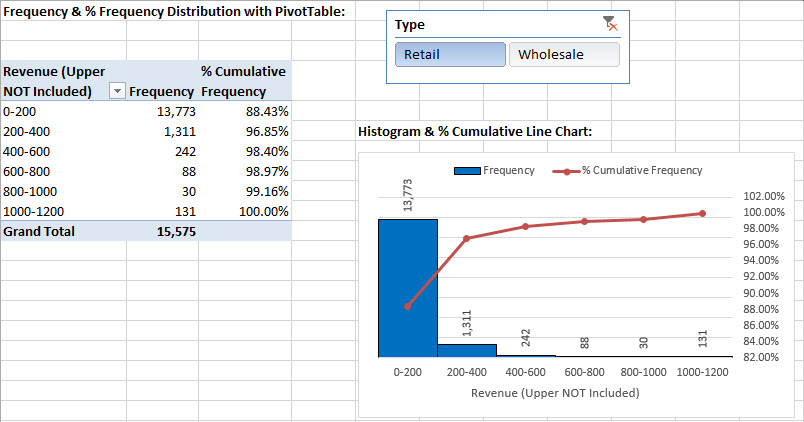 Frequency & % Frequency Distribution with PivotTable:
Type
Retail Wholesale
Revenue (Upper NOT Included) Frequency % Cumulative Frequency
0-200 13,773 88.43%
200-400 1,311 96.85%
400-600 242 98.40%
600-800 88 98.97%
800-1000 30 99.16%
1000-1200 131 100.00%
Grand Total 15,575
Histogram & % Cumulative Line Chart:
Frequency % Cumulative Frequency
13,773
1,311
242
88
30
131
102.00%
100.00%
98.00%
96.00%
94.00%
92.00%
90.00%
88.00%
86.00%
84.00%
82.00%
0-200 200-400 400-600 600-800 800-1000 1000-1200
Revenue (Upper NOT Included)